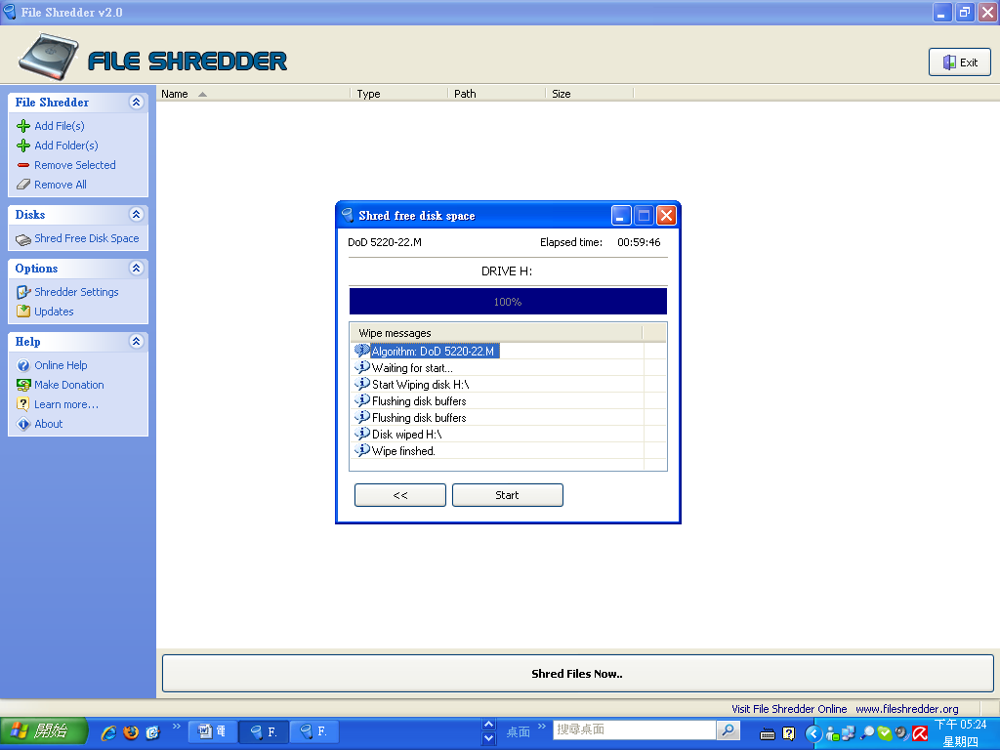 File Shredder v2.0
FILE SHREDDER
Exit
File Shredder
Add File(s)
Add Folder(s)
Remove Selected
Remove All
Disks
Shred Free Disk Space
Options
Shredder Settings
Updates
Help
Online Help
Make Donation
Learn more...
About
Name Type Path Size
Shred free disk space
DoD 5220-22.M Elapsed time: 00:59:46
DRIVE H:
100%
Wipe messages
Algorithm: DoD 5220-22.M
Waiting for start...
Start Wiping disk H:\
Flushing disk buffers
Flushing disk buffers
Disk wiped H:\
Wipe finshed.
<< Start
Shred Files Now..
Visit File Shredder Online www.fileshredder.org
開始 電 F. F. 桌面 搜尋桌面 下午 05:24
星期四